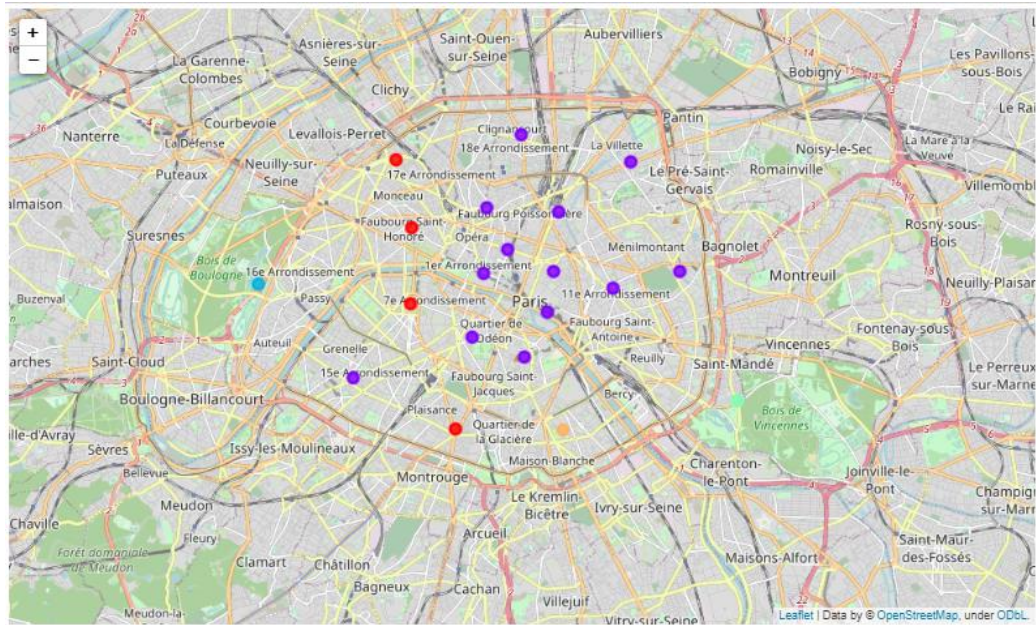 +
−
La Garenne-
Colombes
Asnières-sur-
Seine
Saint-Ouen-
sur-Seine
Aubervilliers
Les Pavillons-
sous-Bois
Bobigny
Clichy
Courbevoie
Nanterre
La Défense
Levallois-Perret
Clignancourt
18e Arrondissement
La Villette
Pantin
Noisy-le-Sec
La Mare à la
Veuve
Puteaux
Neuilly-sur-
Seine
17e Arrondissement
Monceau
Le Pré-Saint-
Gervais
Romainville
Villemomble
Suresnes
Faubourg Saint-
Honoré
Opéra
Ménilmontant
Bagnolet
Rosny-sous-
Bois
Bois de
Boulogne
16e Arrondissement
1er Arrondissement
Montreuil
Neuilly-Plaisan
Buzenval
Passy
7e Arrondissement
Paris
11e Arrondissement
Auteuil
Grenelle
Quartier de
l'Odéon
Faubourg Saint-
Antoine
Reuilly
Vincennes
Fontenay-sous-
Bois
Saint-Cloud
15e Arrondissement
Faubourg Saint-
Jacques
Bercy
Saint-Mandé
Le Perreux
sur-Marne
Boulogne-Billancourt
Plaisance
Quartier de
la Glacière
Bois de
Vincennes
ille-d'Avray
Sèvres
Issy-les-Moulineaux
Maison-Blanche
Bellevue
Montrouge
Charenton-
le-Pont
Joinville-le-
Pont
Meudon
Le Kremlin-
Bicêtre
Ivry-sur-Seine
Champig
sur-Marn
Chaville
Fleury
Arcueil
Saint-Maur-
des-Fossés
Forêt domaniale
de Meudon
Clamart
Châtillon
Maisons-Alfort
Bagneux
Cachan
Villejuif
Meudon-la-
Vitry-sur-Seine
Leaflet | Data by © OpenStreetMap, under ODbL.